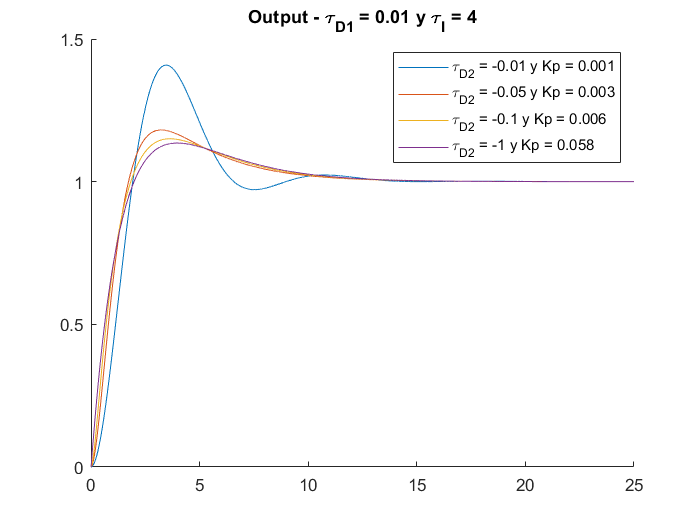 Output - τD1 = 0.01 y τI = 4
1.5
τD2 = -0.01 y Kp = 0.001
τD2 = -0.05 y Kp = 0.003
τD2 = -0.1 y Kp = 0.006
τD2 = -1 y Kp = 0.058
1
0.5
0
0 5 10 15 20 25